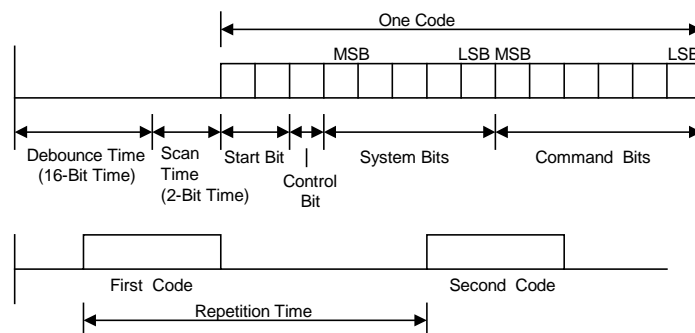 One Code
MSB LSB MSB LSB
Debounce Time
(16-Bit Time)
Scan
Time
(2-Bit Time)
Start Bit
Control
Bit
System Bits
Command Bits
First Code
Second Code
Repetition Time